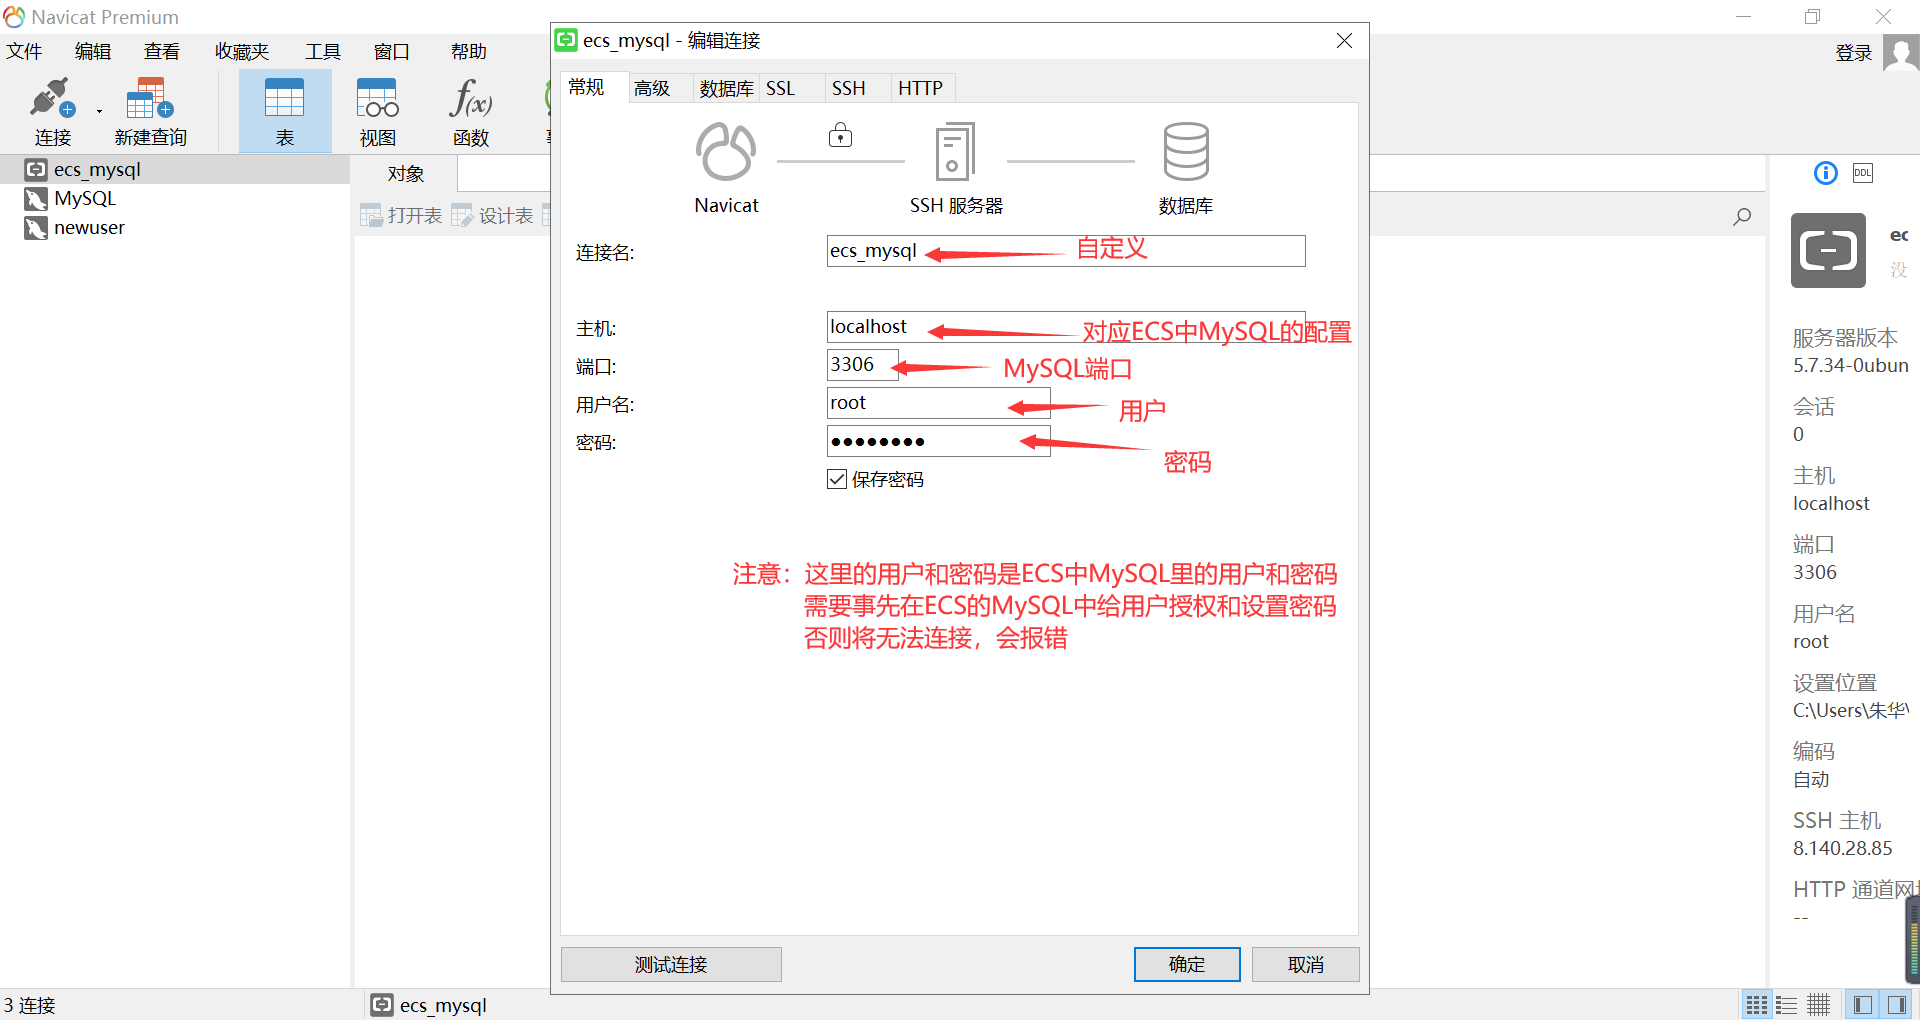 Navicat Premium
文件 编辑 查看 收藏夹 工具 窗口 帮助
登录
连接 新建查询 表 视图 函数
ecs_mysql
MySQL
newuser
对象
打开表 设计表
ecs_mysql - 编辑连接
常规 高级 数据库 SSL SSH HTTP
Navicat SSH 服务器 数据库
连接名: ecs_mysql 自定义
主机: localhost 对应ECS中MySQL的配置
端口: 3306 MySQL端口
用户名: root 用户
密码: ●●●●●●●● 密码
保存密码
注意：这里的用户和密码是ECS中MySQL里的用户和密码
需要事先在ECS的MySQL中给用户授权和设置密码
否则将无法连接，会报错
测试连接 确定 取消
DDL
ec
没
服务器版本
5.7.34-0ubun
会话
0
主机
localhost
端口
3306
用户名
root
设置位置
C:\Users\朱华\
编码
自动
SSH 主机
8.140.28.85
HTTP 通道网
--
3 连接 ecs_mysql